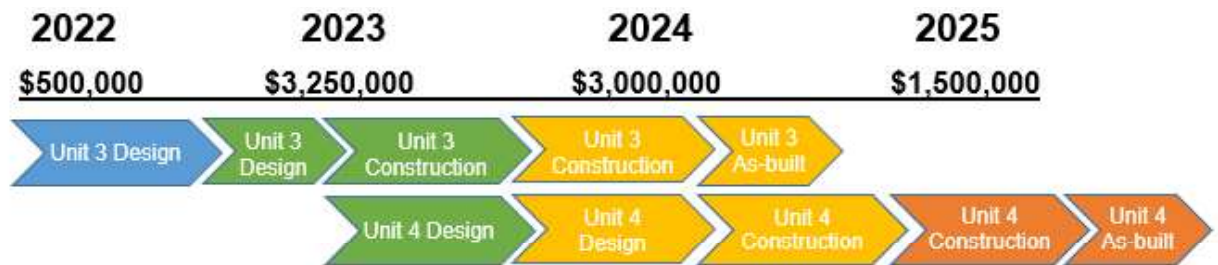 2022 2023 2024 2025
$500,000 $3,250,000 $3,000,000 $1,500,000
Unit 3 Design
Unit 3
Design
Unit 3
Construction
Unit 3
Construction
Unit 3
As-built
Unit 4 Design
Unit 4
Design
Unit 4
Construction
Unit 4
Construction
Unit 4
As-built